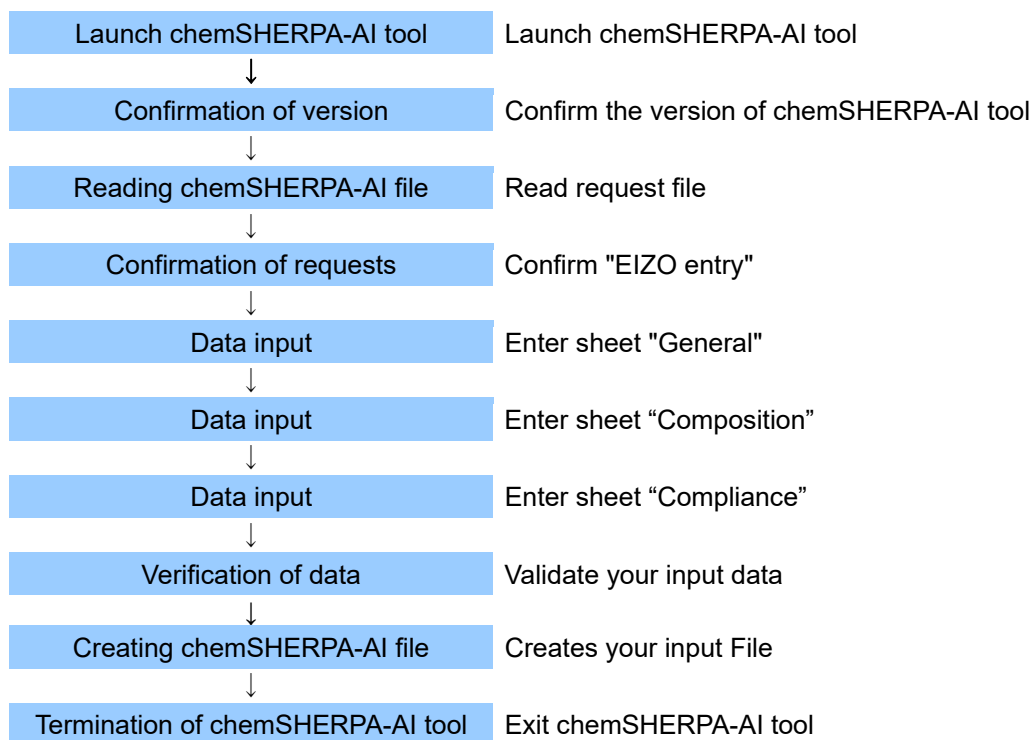 Launch chemSHERPA-AI tool Launch chemSHERPA-AI tool
↓
Confirmation of version Confirm the version of chemSHERPA-AI tool
↓
Reading chemSHERPA-AI file Read request file
↓
Confirmation of requests Confirm "EIZO entry"
↓
Data input Enter sheet "General"
↓
Data input Enter sheet “Composition”
↓
Data input Enter sheet “Compliance”
↓
Verification of data Validate your input data
↓
Creating chemSHERPA-AI file Creates your input File
↓
Termination of chemSHERPA-AI tool Exit chemSHERPA-AI tool